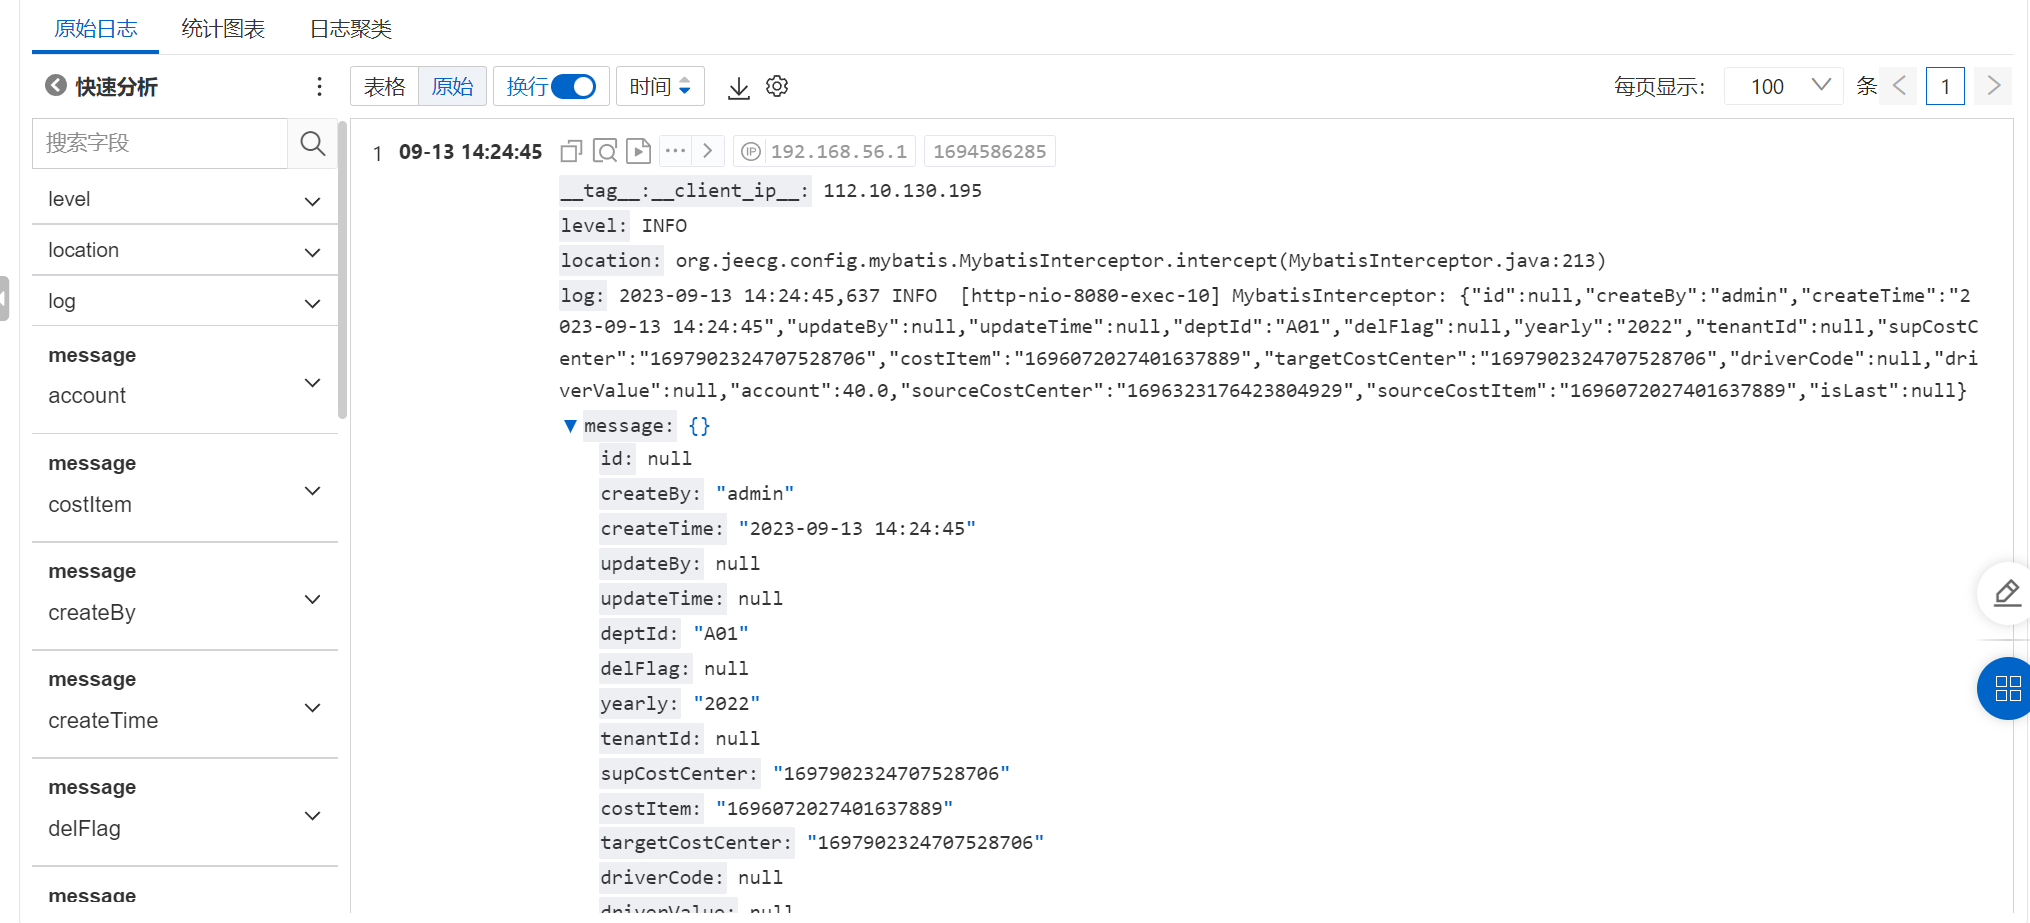 原始日志 统计图表 日志聚类
快速分析 表格 原始 换行 时间 每页显示: 100 条 1
搜索字段
level
location
log
message
account
message
costItem
message
createBy
message
createTime
message
delFlag
message
1 09-13 14:24:45 ··· IP 192.168.56.1 1694586285
__tag__:__client_ip__: 112.10.130.195
level: INFO
location: org.jeecg.config.mybatis.MybatisInterceptor.intercept(MybatisInterceptor.java:213)
log: 2023-09-13 14:24:45,637 INFO  [http-nio-8080-exec-10] MybatisInterceptor: {"id":null,"createBy":"admin","createTime":"2
023-09-13 14:24:45","updateBy":null,"updateTime":null,"deptId":"A01","delFlag":null,"yearly":"2022","tenantId":null,"supCostC
enter":"1697902324707528706","costItem":"1696072027401637889","targetCostCenter":"1697902324707528706","driverCode":null,"dri
verValue":null,"account":40.0,"sourceCostCenter":"1696323176423804929","sourceCostItem":"1696072027401637889","isLast":null}
message: {}
id: null
createBy: "admin"
createTime: "2023-09-13 14:24:45"
updateBy: null
updateTime: null
deptId: "A01"
delFlag: null
yearly: "2022"
tenantId: null
supCostCenter: "1697902324707528706"
costItem: "1696072027401637889"
targetCostCenter: "1697902324707528706"
driverCode: null
driverValue: null